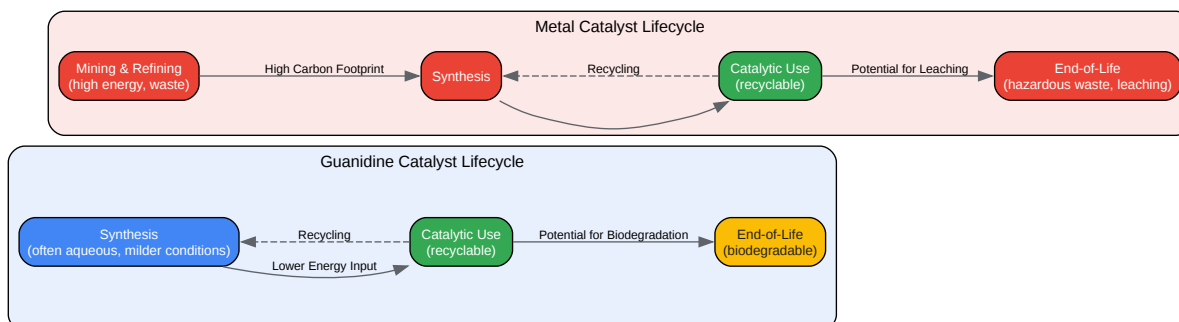 Metal Catalyst Lifecycle
Mining & Refining
(high energy, waste)
High Carbon Footprint
Synthesis
Recycling
Catalytic Use
(recyclable)
Potential for Leaching
End-of-Life
(hazardous waste, leaching)
Guanidine Catalyst Lifecycle
Synthesis
(often aqueous, milder conditions)
Recycling
Lower Energy Input
Catalytic Use
(recyclable)
Potential for Biodegradation
End-of-Life
(biodegradable)